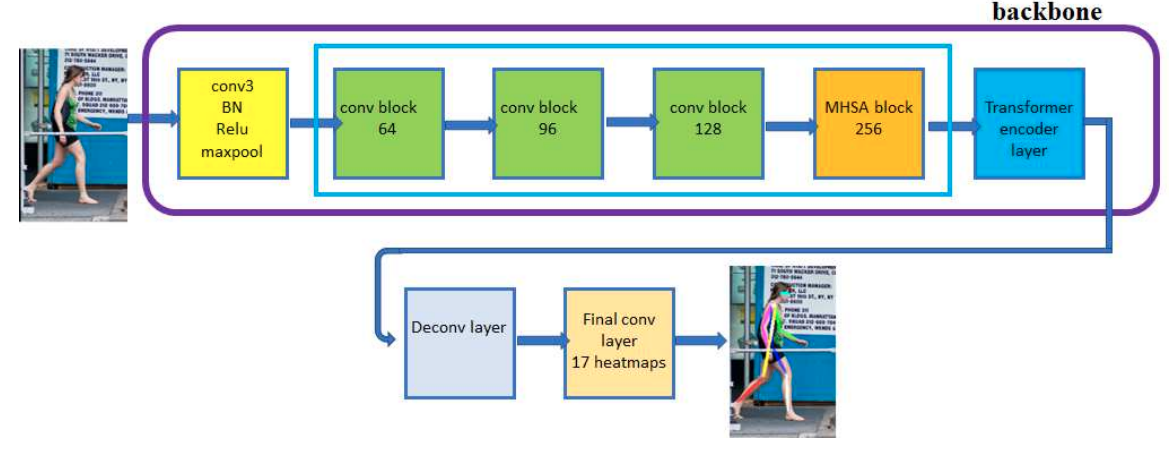 backbone
conv3
BN
Relu
maxpool
conv block
64
conv block
96
conv block
128
MHSA block
256
Transformer
encoder
layer
Deconv layer
Final conv
layer
17 heatmaps